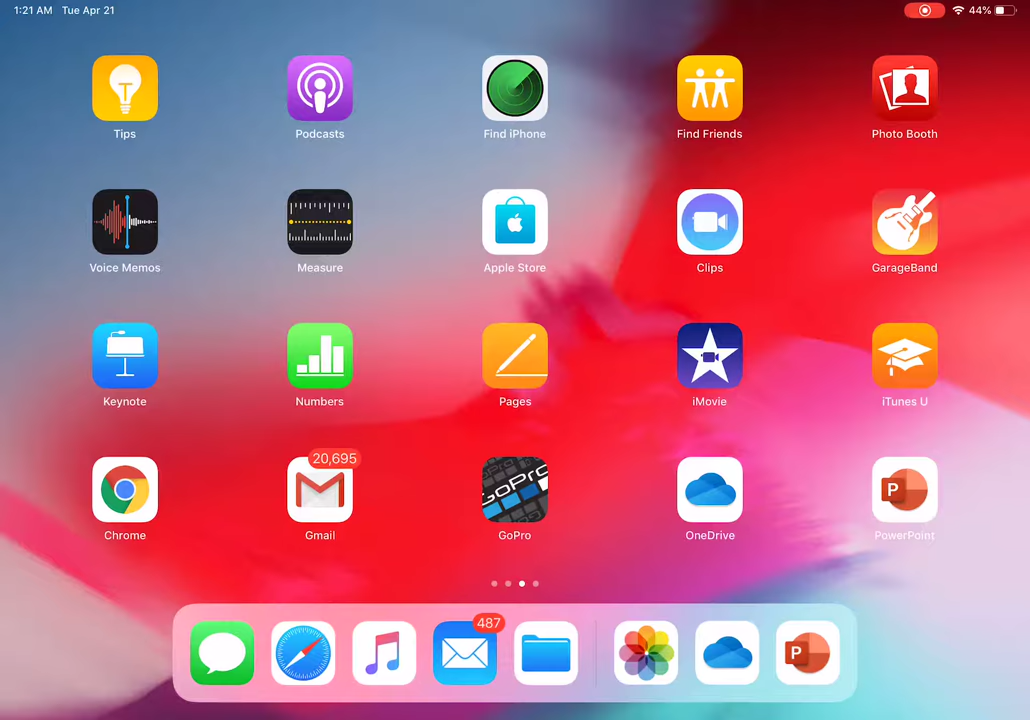 1:21 AM Tue Apr 21 44%
Tips Podcasts Find iPhone Find Friends Photo Booth
Voice Memos Measure Apple Store Clips GarageBand
Keynote Numbers Pages iMovie iTunes U
20,695
GoPro
P
Chrome Gmail GoPro OneDrive PowerPoint
487
P